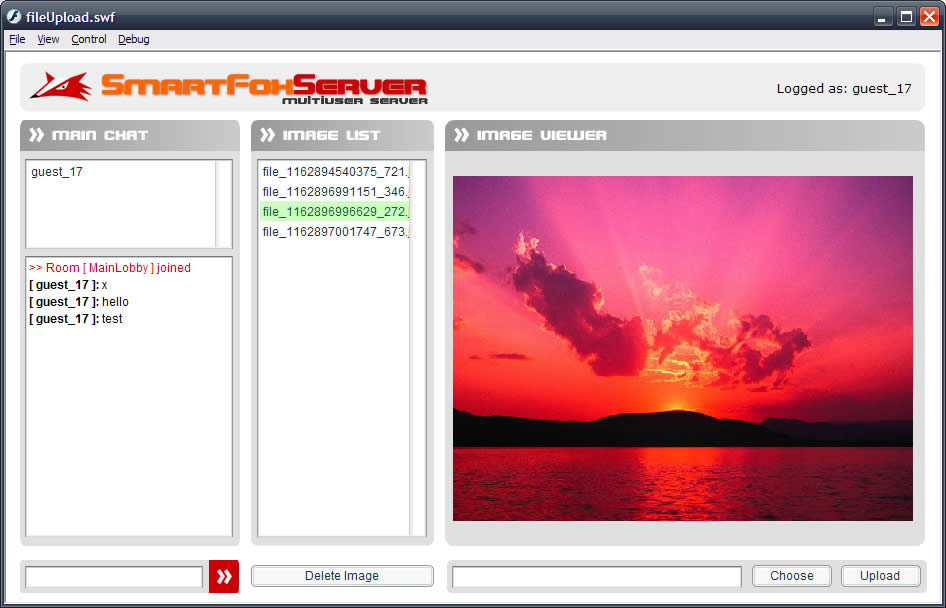 fileUpload.swf
File View Control Debug
SmartFoxServer
multiuser server
Logged as: guest_17
MAIN CHAT
IMAGE LIST
IMAGE VIEWER
guest_17
file_1162894540375_721.j
file_1162896991151_346.j
file_1162896996629_272.j
file_1162897001747_673.j
>> Room [ MainLobby ] joined
[ guest_17 ]: x
[ guest_17 ]: hello
[ guest_17 ]: test
Delete Image
Choose
Upload